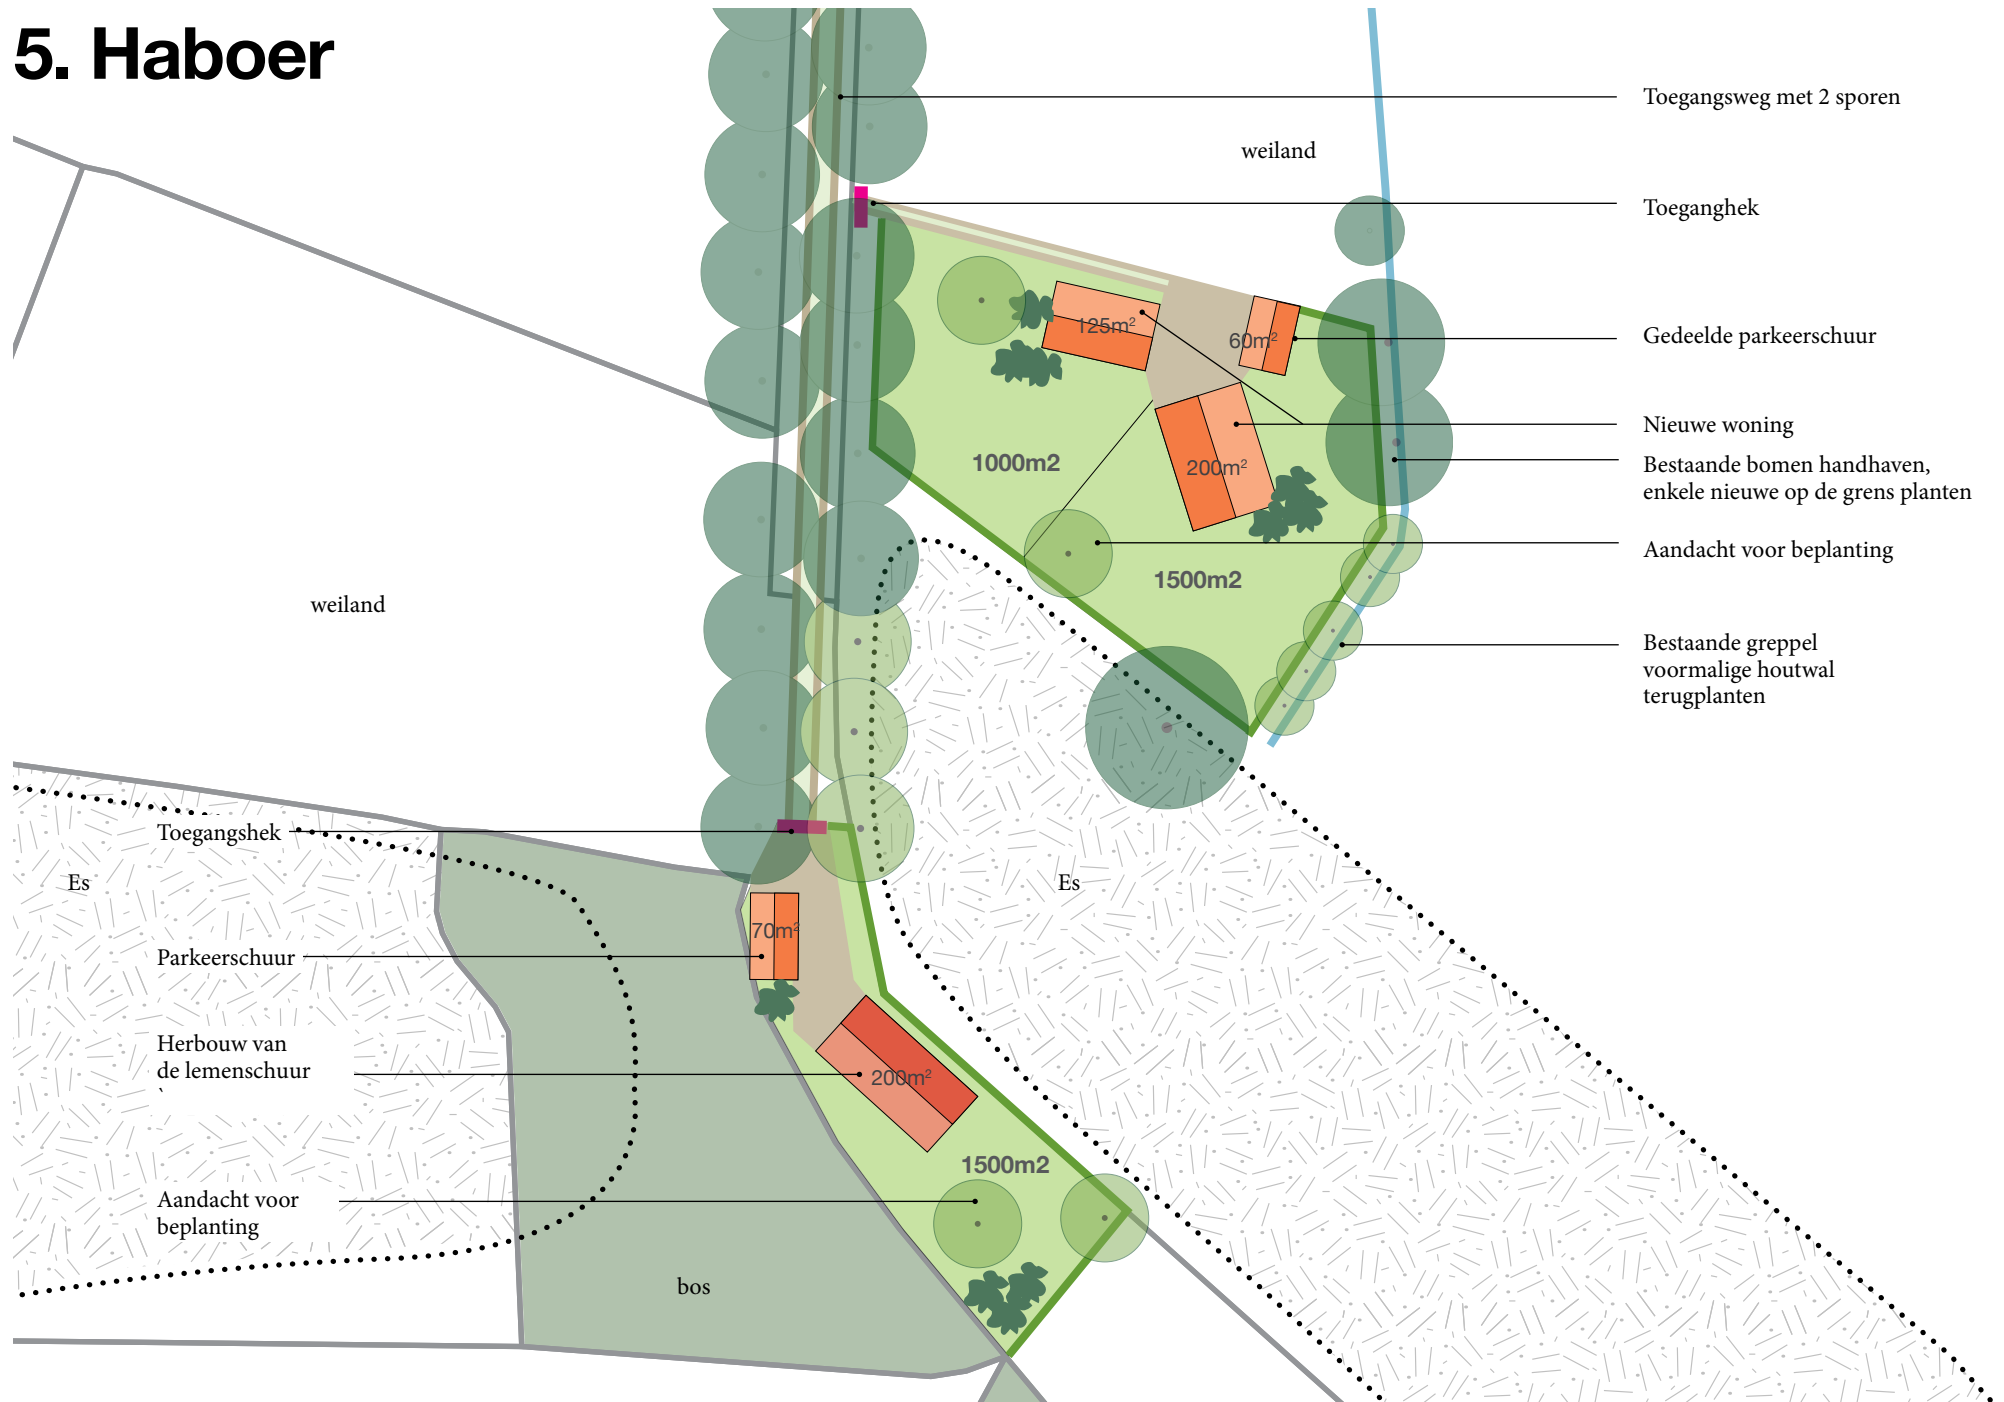 5. Haboer
Toegangsweg met 2 sporen
weiland
Toeganghek
125m²
60m²
Gedeelde parkeerschuur
Nieuwe woning
1000m2
200m²
Bestaande bomen handhaven,
enkele nieuwe op de grens planten
Aandacht voor beplanting
1500m2
weiland
Bestaande greppel
voormalige houtwal
terugplanten
Toegangshek
Es
Es
70m²
Parkeerschuur
Herbouw van
de lemenschuur
`
200m²
1500m2
Aandacht voor
beplanting
bos